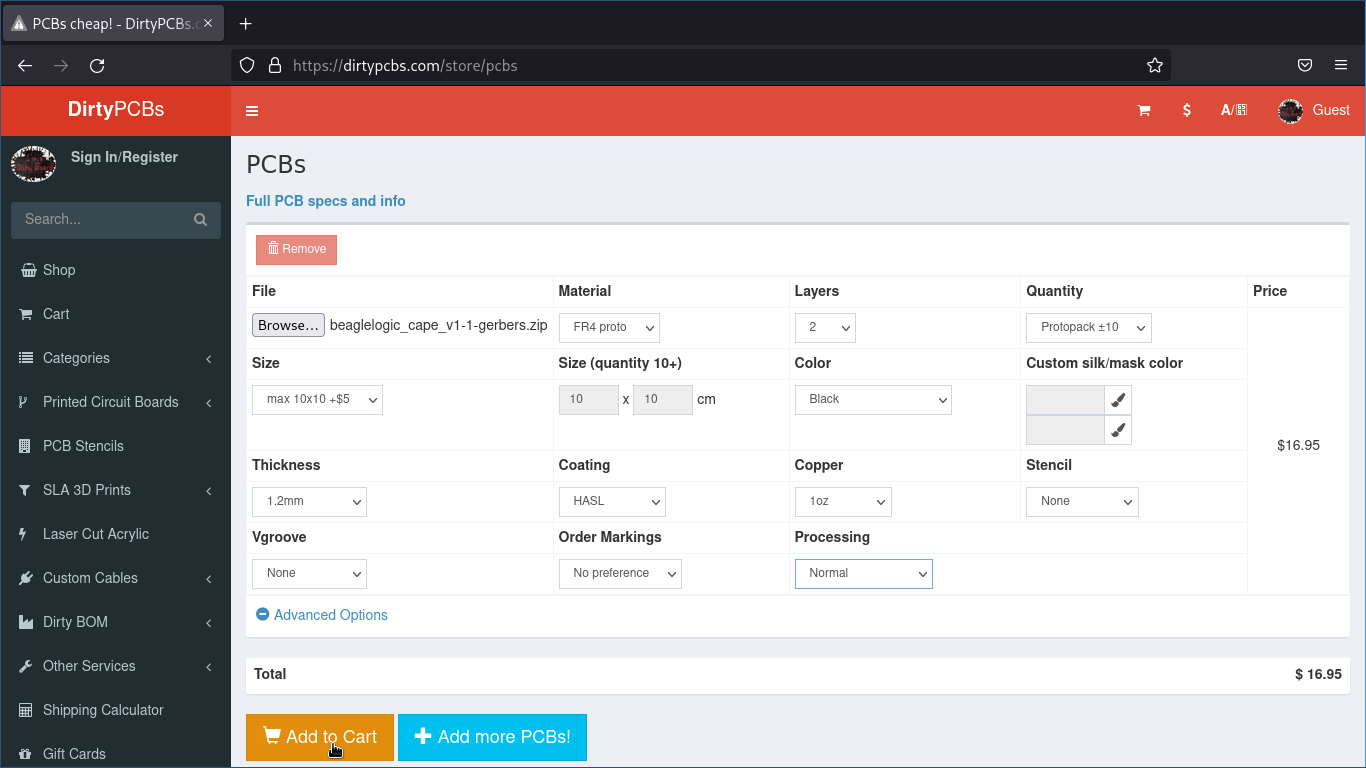 PCBs cheap! - DirtyPCBs.c
https://dirtypcbs.com/store/pcbs
DirtyPCBs
$
Guest
Sign In/Register
Search...
Shop
Cart
Categories
Printed Circuit Boards
PCB Stencils
SLA 3D Prints
Laser Cut Acrylic
Custom Cables
Dirty BOM
Other Services
Shipping Calculator
Gift Cards
PCBs
Full PCB specs and info
Remove
File Material Layers Quantity Price
Browse... beaglelogic_cape_v1-1-gerbers.zip FR4 proto 2 Protopack ±10
Size Size (quantity 10+) Color Custom silk/mask color
max 10x10 +$5 10 x 10 cm Black
$16.95
Thickness Coating Copper Stencil
1.2mm HASL 1oz None
Vgroove Order Markings Processing
None No preference Normal
Advanced Options
Total $ 16.95
Add to Cart Add more PCBs!